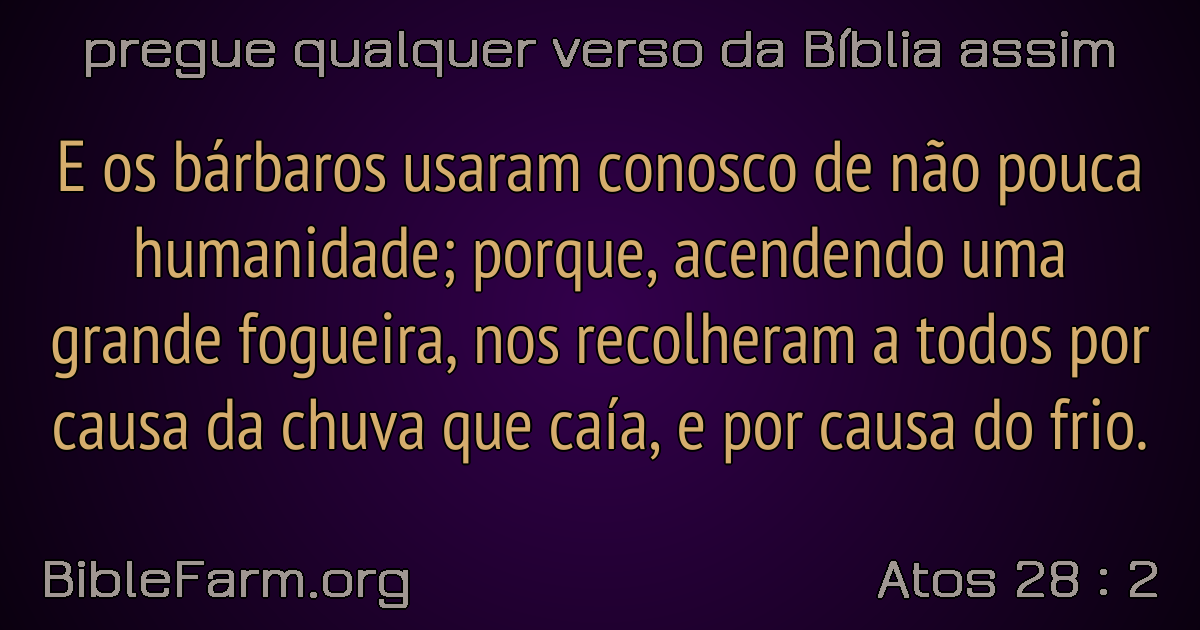 pregue qualquer verso da Bíblia assim
E os bárbaros usaram conosco de não pouca
humanidade; porque, acendendo uma
grande fogueira, nos recolheram a todos por
causa da chuva que caía, e por causa do frio.
BibleFarm.org
Atos 28 : 2